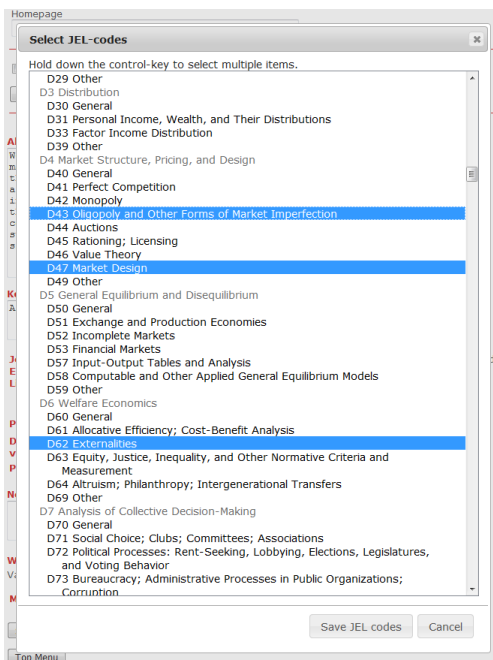 Homepage
Select JEL-codes
Hold down the control-key to select multiple items.
D29 Other
D3 Distribution
D30 General
D31 Personal Income, Wealth, and Their Distributions
D33 Factor Income Distribution
D39 Other
D4 Market Structure, Pricing, and Design
D40 General
D41 Perfect Competition
D42 Monopoly
D43 Oligopoly and Other Forms of Market Imperfection
D44 Auctions
D45 Rationing; Licensing
D46 Value Theory
D47 Market Design
D49 Other
D5 General Equilibrium and Disequilibrium
D50 General
D51 Exchange and Production Economies
D52 Incomplete Markets
D53 Financial Markets
D57 Input-Output Tables and Analysis
D58 Computable and Other Applied General Equilibrium Models
D59 Other
D6 Welfare Economics
D60 General
D61 Allocative Efficiency; Cost-Benefit Analysis
D62 Externalities
D63 Equity, Justice, Inequality, and Other Normative Criteria and
Measurement
D64 Altruism; Philanthropy; Intergenerational Transfers
D69 Other
D7 Analysis of Collective Decision-Making
D70 General
D71 Social Choice; Clubs; Committees; Associations
D72 Political Processes: Rent-Seeking, Lobbying, Elections, Legislatures,
and Voting Behavior
D73 Bureaucracy; Administrative Processes in Public Organizations;
Corruption
Save JEL codes
Cancel
Top Menu